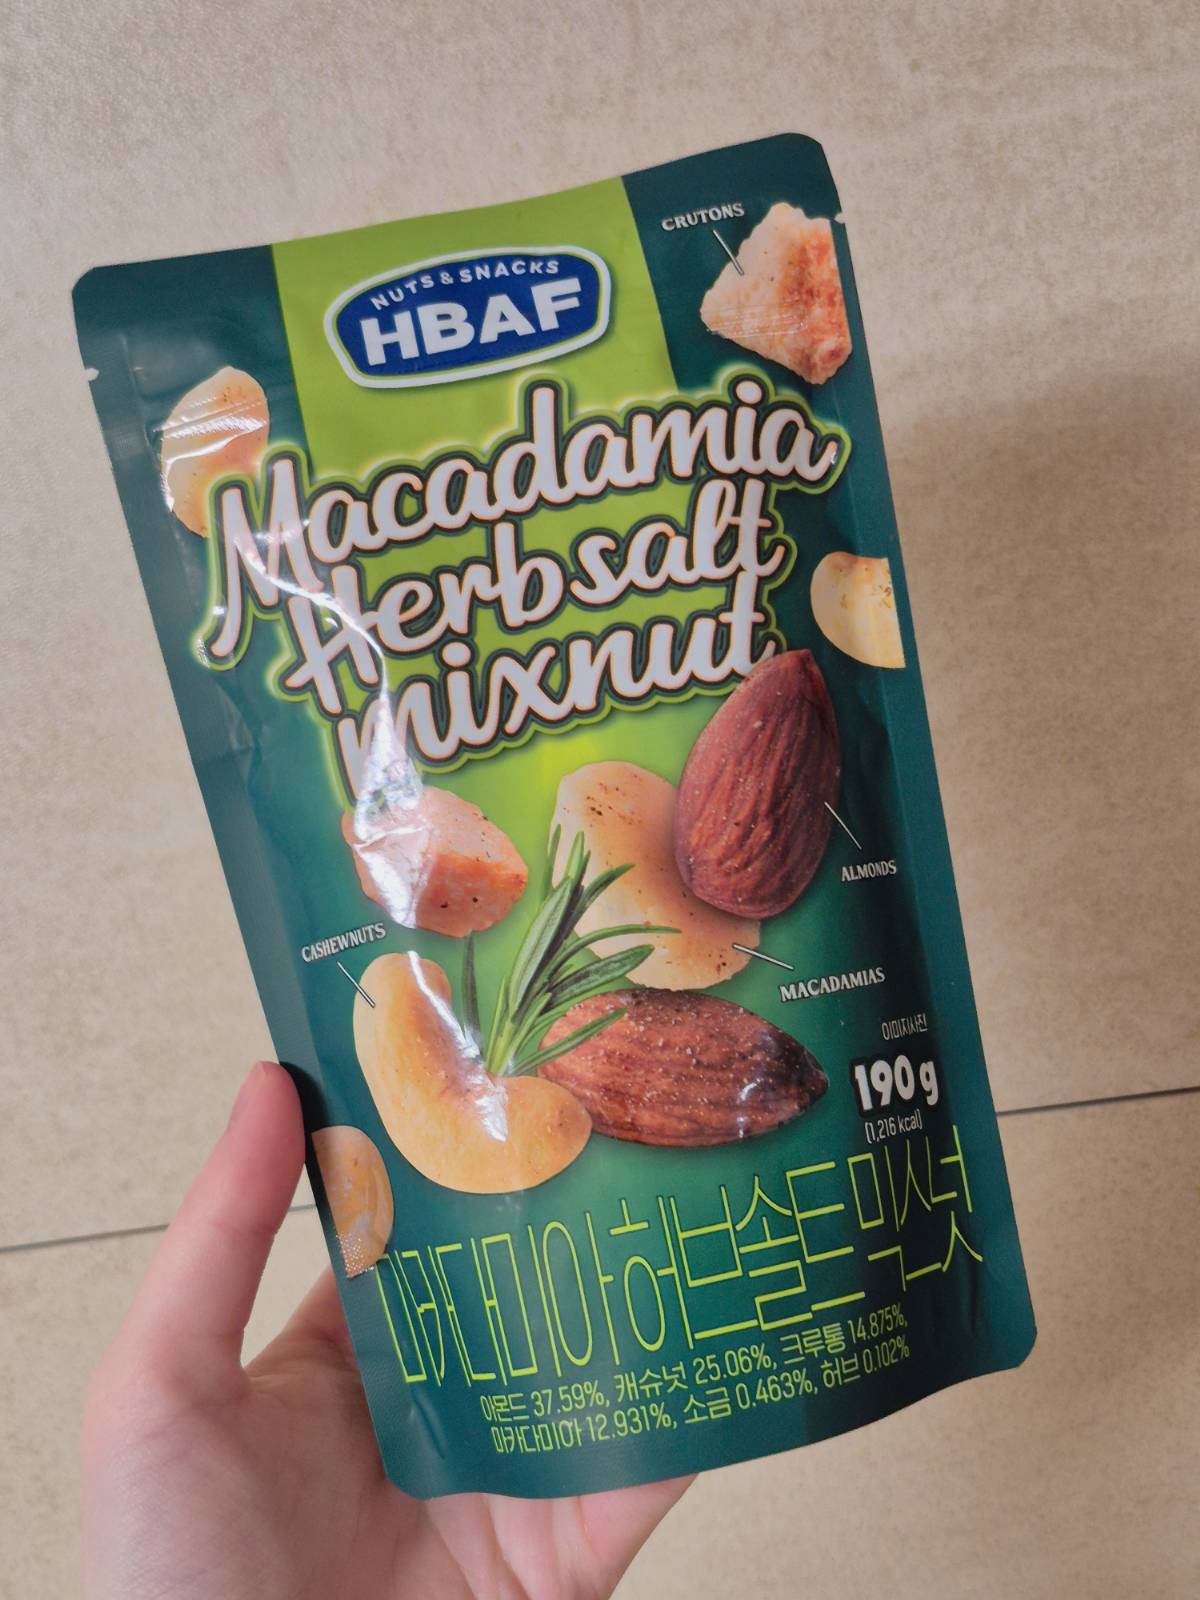 CRUTONS
NUTS & SNACKS
HBAF
Macadamia
Herb salt
mixnut
ALMONDS
CASHEWNUTS
MACADAMIAS
이미지사진
190 g
(1,216 kcal)
마카다미아 허브솔트 믹스넛
아몬드 37.59%, 캐슈넛 25.06%, 크루통 14.875%,
마카다미아 12.931%, 소금 0.463%, 허브 0.102%